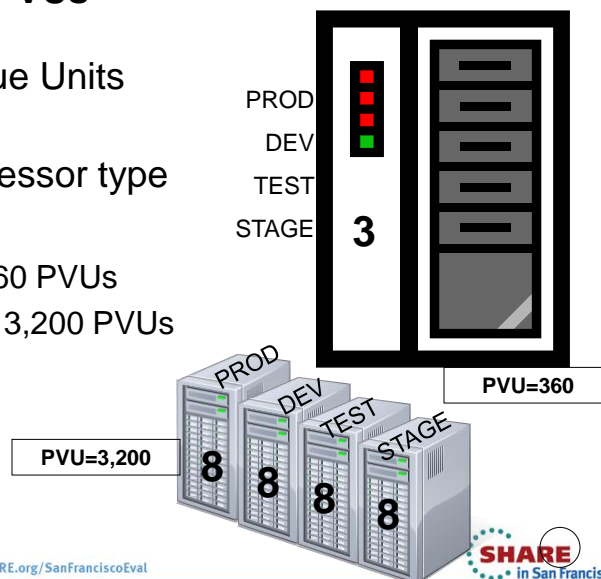 ue Units
essor type
60 PVUs
3,200 PVUs
PROD
DEV
TEST
STAGE
3
PVU=360
PROD
DEV
TEST
STAGE
PVU=3,200
8
8
8
8
RE.org/SanFranciscoEval
SHARE
in San Francis